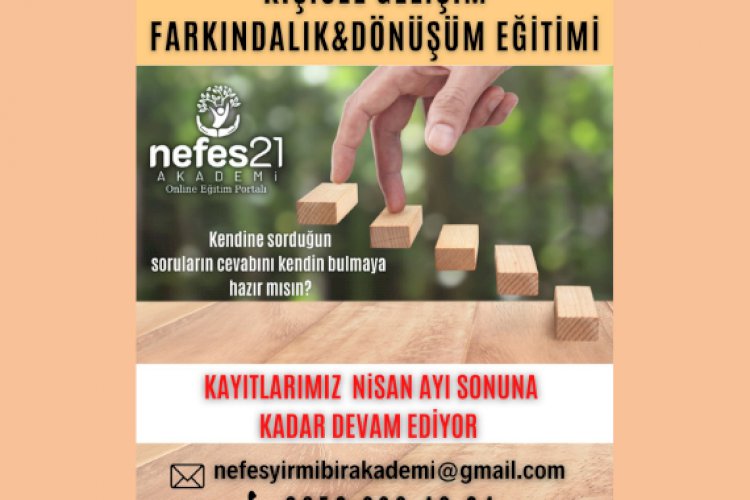 FARKINDALIK&DÖNÜŞÜM EĞİTİMİ
nefes21
AKADEMİ
Online Eğitim Portalı
Kendine sorduğun
soruların cevabını kendin bulmaya
hazır mısın?
KAYITLARIMIZ NİSAN AYI SONUNA
KADAR DEVAM EDİYOR
nefesyirmibirakademi@gmail.com